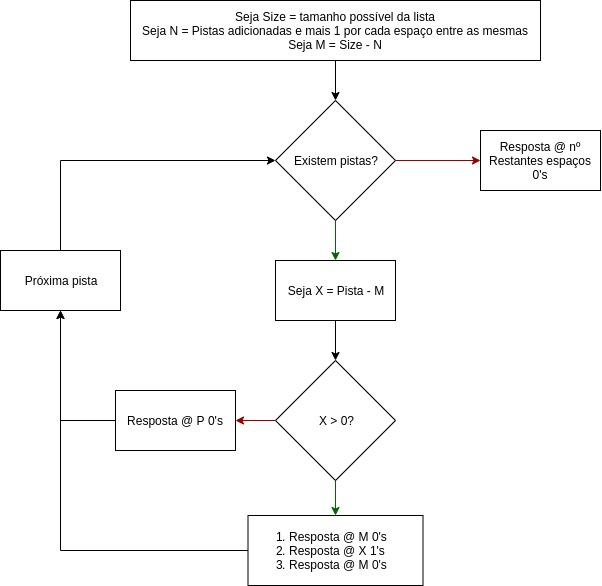 Seja Size = tamanho possível da lista
Seja N = Pistas adicionadas e mais 1 por cada espaço entre as mesmas
Seja M = Size - N
Existem pistas?
Resposta @ nº
Restantes espaços
0's
Próxima pista
Seja X = Pista - M
Resposta @ P 0's
X > 0?
1. Resposta @ M 0's
2. Resposta @ X 1's
3. Resposta @ M 0's